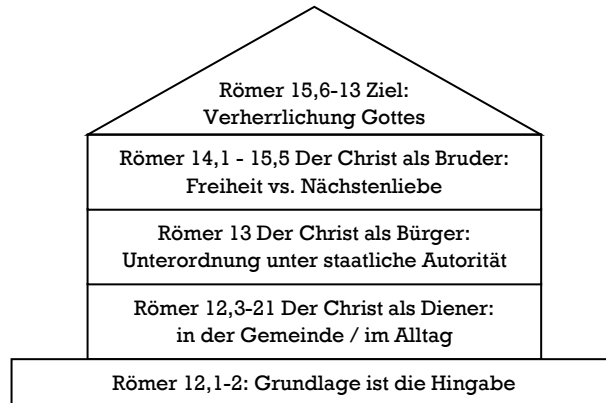 Römer 15,6-13 Ziel:
Verherrlichung Gottes
Römer 14,1 - 15,5 Der Christ als Bruder:
Freiheit vs. Nächstenliebe
Römer 13 Der Christ als Bürger:
Unterordnung unter staatliche Autorität
Römer 12,3-21 Der Christ als Diener:
in der Gemeinde / im Alltag
Römer 12,1-2: Grundlage ist die Hingabe